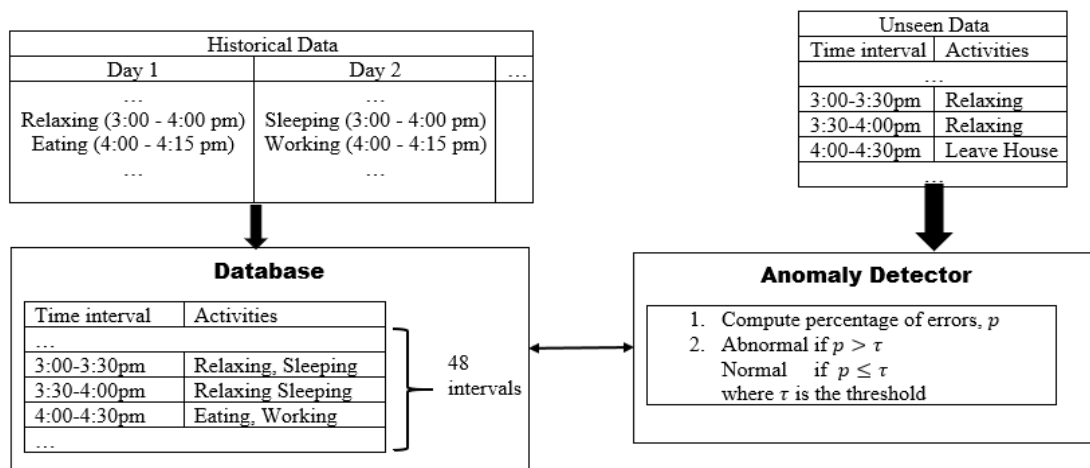 Historical Data
Day 1 Day 2 …
… …
Relaxing (3:00 - 4:00 pm) Sleeping (3:00 - 4:00 pm)
Eating (4:00 - 4:15 pm) Working (4:00 - 4:15 pm)
… …
Unseen Data
Time interval Activities
…
3:00-3:30pm Relaxing
3:30-4:00pm Relaxing
4:00-4:30pm Leave House
…
Database
Time interval Activities
…
3:00-3:30pm Relaxing, Sleeping
3:30-4:00pm Relaxing Sleeping
4:00-4:30pm Eating, Working
…
48
intervals
Anomaly Detector
1. Compute percentage of errors, p
2. Abnormal if p > τ
Normal if p ≤ τ
where τ is the threshold